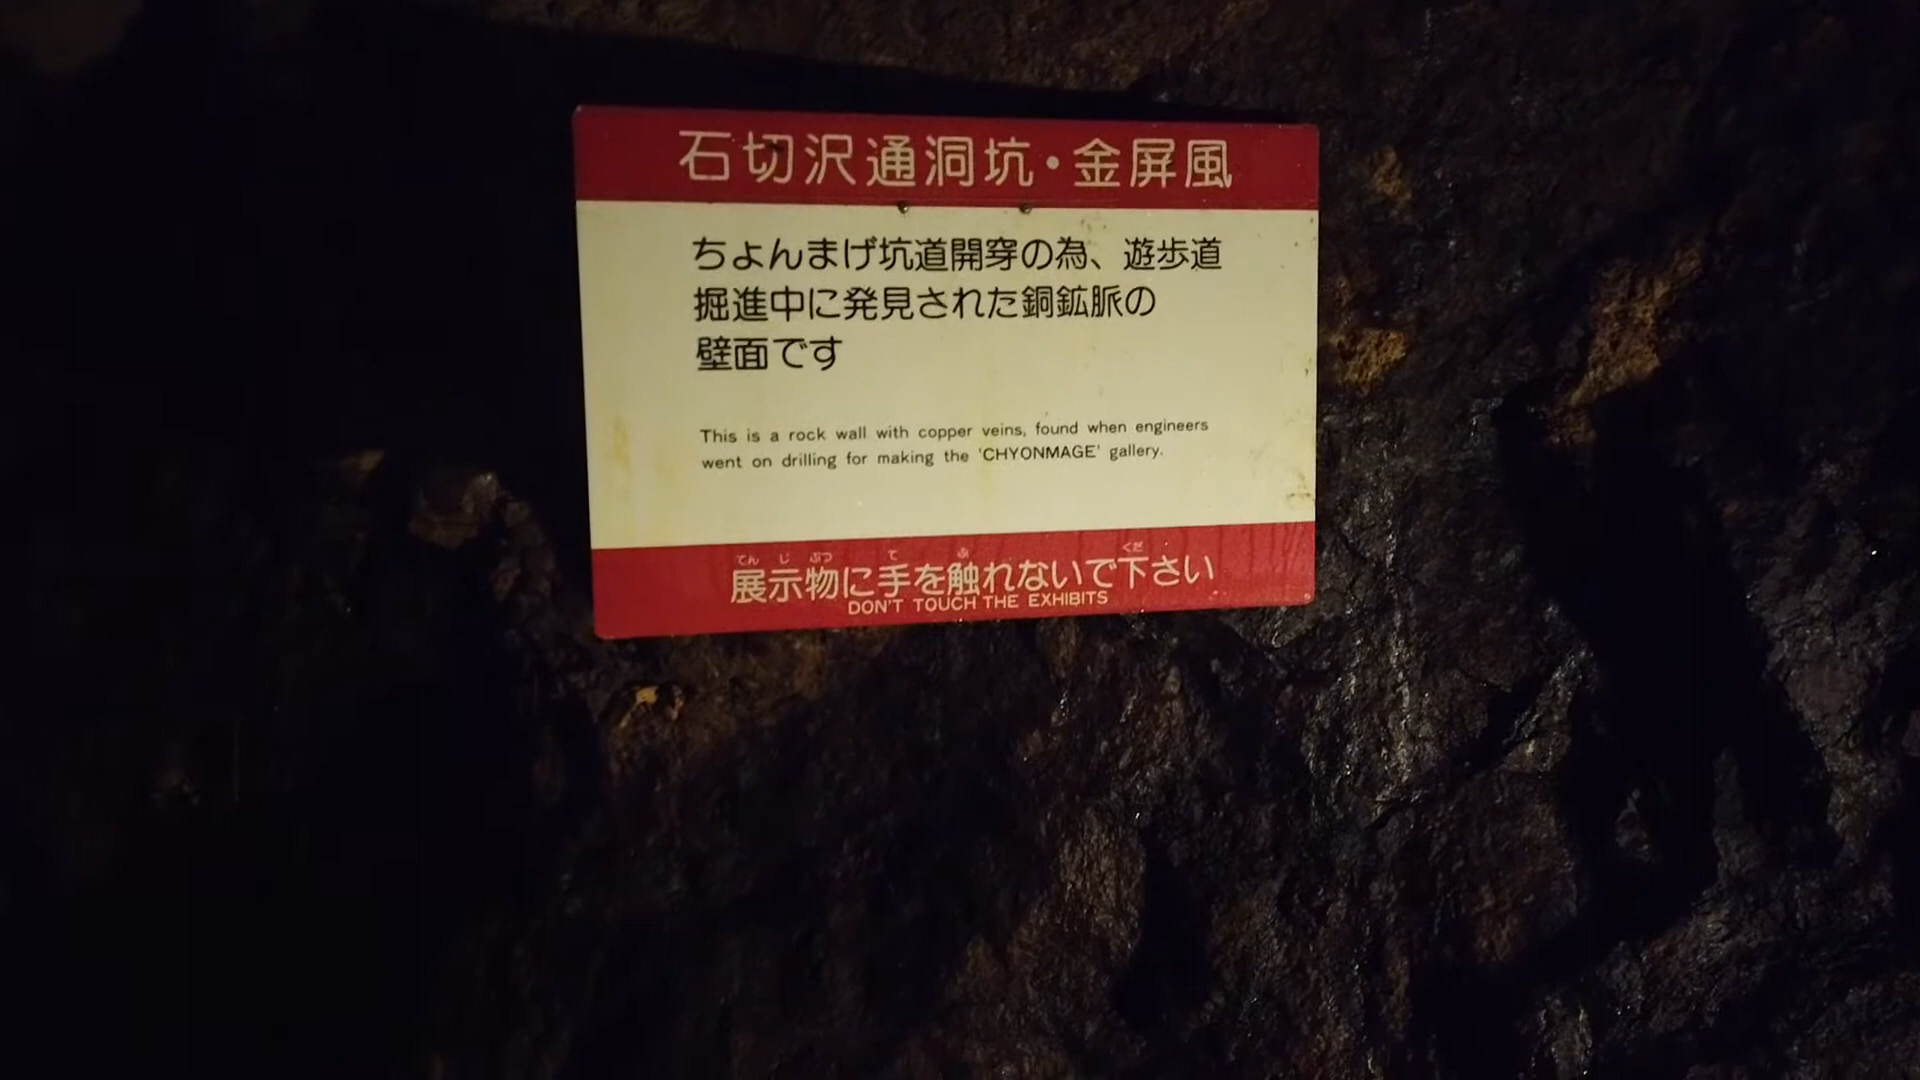 石切沢通洞坑・金屏風
ちょんまげ坑道開穿の為、遊歩道
掘進中に発見された銅鉱脈の
壁面です
This is a rock wall with copper veins, found when engineers
went on drilling for making the 'CHYONMAGE' gallery.
てん じ ぶつ て ふ くだ
展示物に手を触れないで下さい
DON'T TOUCH THE EXHIBITS